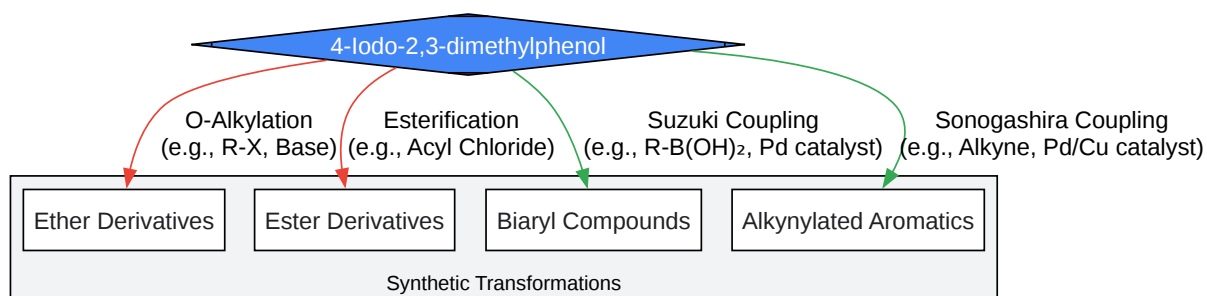 4-Iodo-2,3-dimethylphenol
O-Alkylation
(e.g., R-X, Base)
Esterification
(e.g., Acyl Chloride)
Suzuki Coupling
(e.g., R-B(OH)₂, Pd catalyst)
Sonogashira Coupling
(e.g., Alkyne, Pd/Cu catalyst)
Ether Derivatives
Ester Derivatives
Biaryl Compounds
Alkynylated Aromatics
Synthetic Transformations